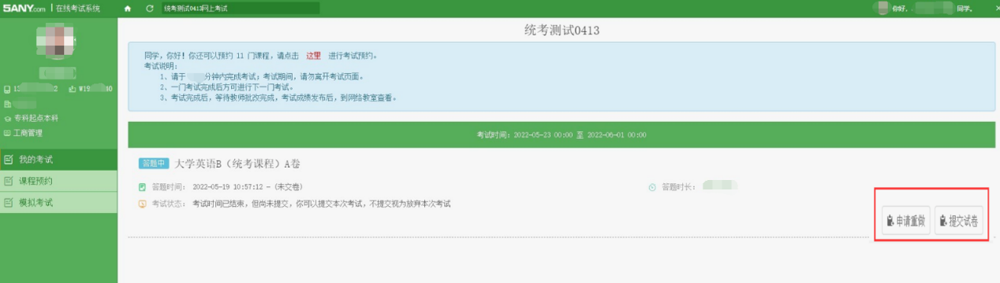 SANY.com | 在线考试系统
统考测试0413网上考试
你好,
同学。
统考测试0413
同学，你好！你还可以预约 11 门课程，请点击 这里 进行考试预约。
考试说明：
1、请于 分钟内完成考试；考试期间，请勿离开考试页面。
2、一门考试完成后方可进行下一门考试。
3、考试完成后，等待教师批改完成，考试成绩发布后，到网络教室查看。
专科起点本科
工商管理
我的考试
课程预约
模拟考试
考试时间：2022-05-23 00:00 至 2022-06-01 00:00
答题中 大学英语B（统考课程）A卷
答题时间： 2022-05-19 10:57:12 - (未交卷)
答题时长：
考试状态： 考试时间已结束，但尚未提交，你可以提交本次考试，不提交视为放弃本次考试
申请重做
提交试卷